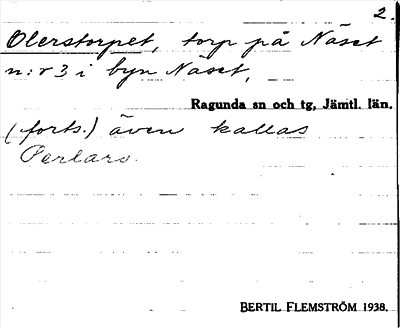 2.
Olerstorpet, torp på Näset
n:r 3 i byn Näset,
Ragunda sn och tg, Jämtl. län.
(forts.) även kallas
Perlars.
BERTIL FLEMSTRÖM 1938.